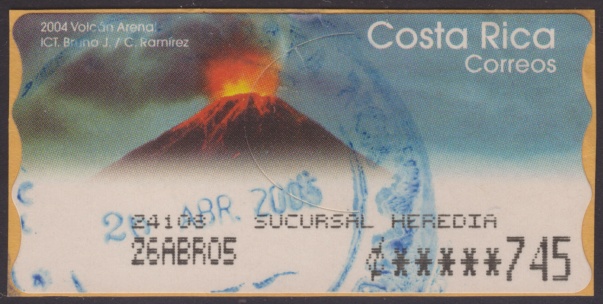 2004 Volcán Arenal
ICT. Bruno J. / C. Ramírez
Costa Rica
Correos
ABR. 2005
24108 SUCURSAL HEREDIA
26ABR05
₡*****745